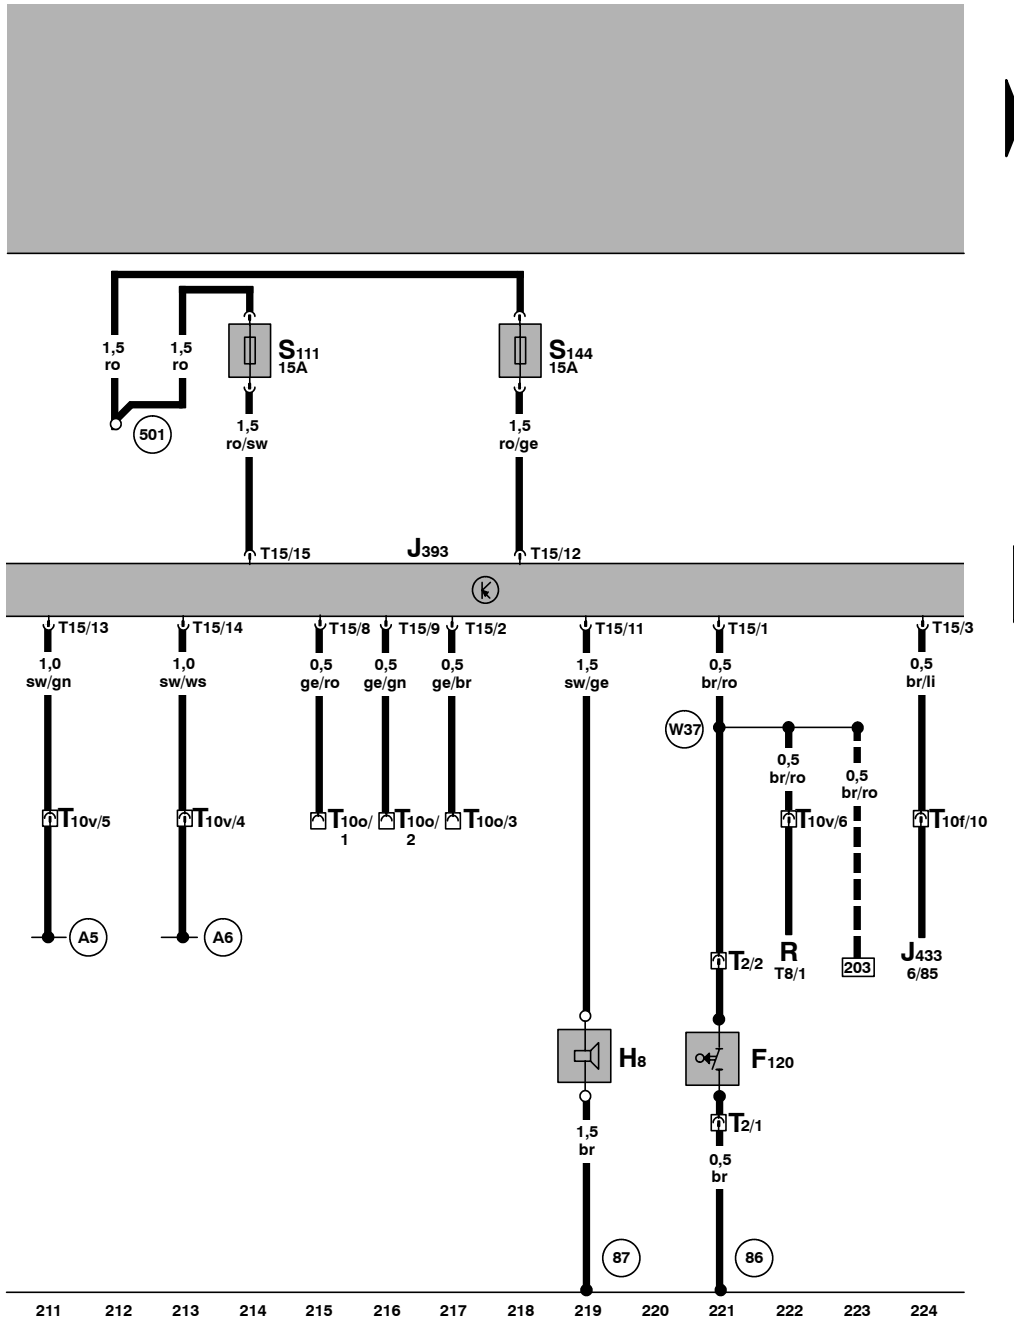 1,5
ro
1,5
ro
S111
15A
S144
15A
501
1,5
ro/sw
1,5
ro/ge
T15/15
J393
T15/12
T15/13
T15/14
T15/8
T15/9
T15/2
T15/11
T15/1
T15/3
1,0
sw/gn
1,0
sw/ws
0,5
ge/ro
0,5
ge/gn
0,5
ge/br
1,5
sw/ge
0,5
br/ro
0,5
br/li
W37
0,5
br/ro
0,5
br/ro
T10v/5
T10v/4
T10o/
1
T10o/
2
T10o/3
T10v/6
T10f/10
A5
A6
T2/2
R
T8/1
203
J433
6/85
H8
F120
T2/1
1,5
br
0,5
br
87
86
211 212 213 214 215 216 217 218 219 220 221 222 223 224